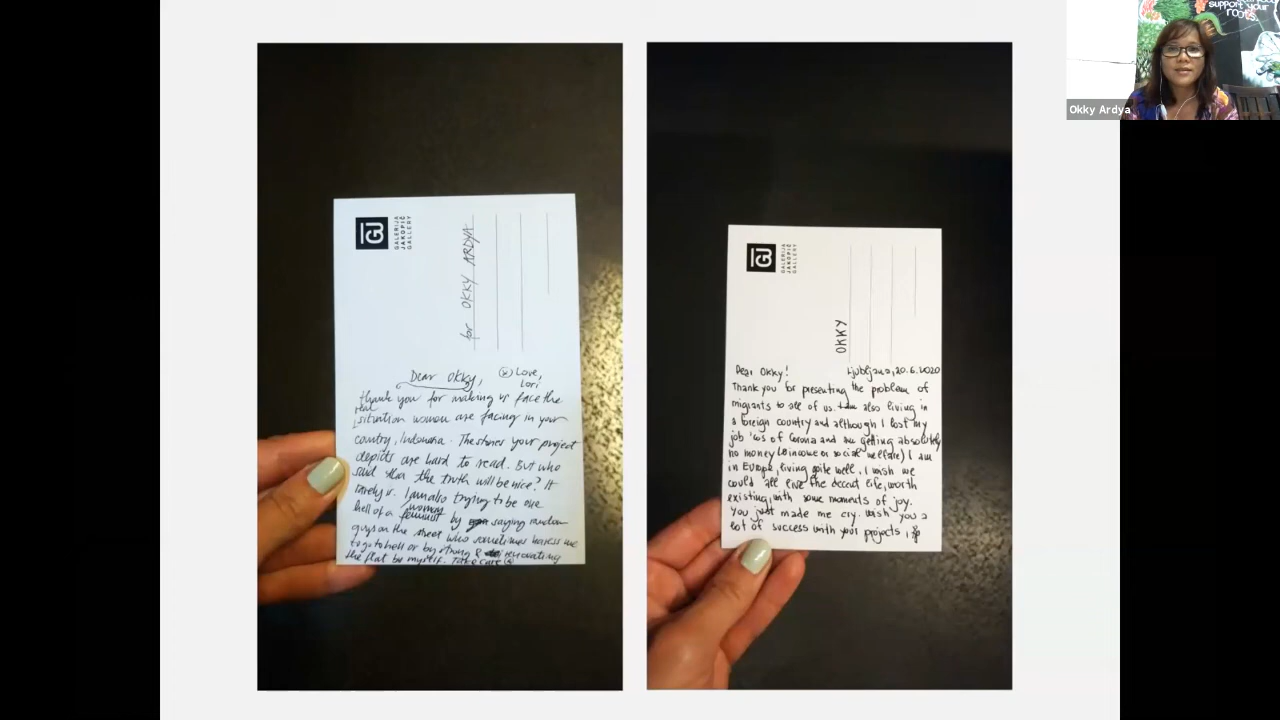 support your
roots
Okky Ardya
GJ
GALERIJA
JAKOPIČ
GALLERY
for OKKY ARDYA
Dear Okky,
Love,
Lori
thank you for making us face the
real
situation women are facing in your
country, Indonesia. The stories your project
depicts are hard to read. But who
said that the truth will be nice? It
rarely is. I am also trying to be one
hell of a feminist woman by saying random
guys on the street who sometimes harass me
to go to hell or by strong & renovating
the flat by myself. Take care
GJ
GALERIJA
JAKOPIČ
GALLERY
OKKY
Dear Okky!
Ljubljana, 20.6.2020
Thank you for presenting the problem of
migrants to all of us. I am also living in
a foreign country and although I lost my
job 'cos of Corona and am getting absolutely
no money (no income or social welfare) I am
in Europe, living quite well. I wish we
could all live the decent life, worth
existing, with some moments of joy.
You just made me cry. Wish you a
lot of success with your projects,